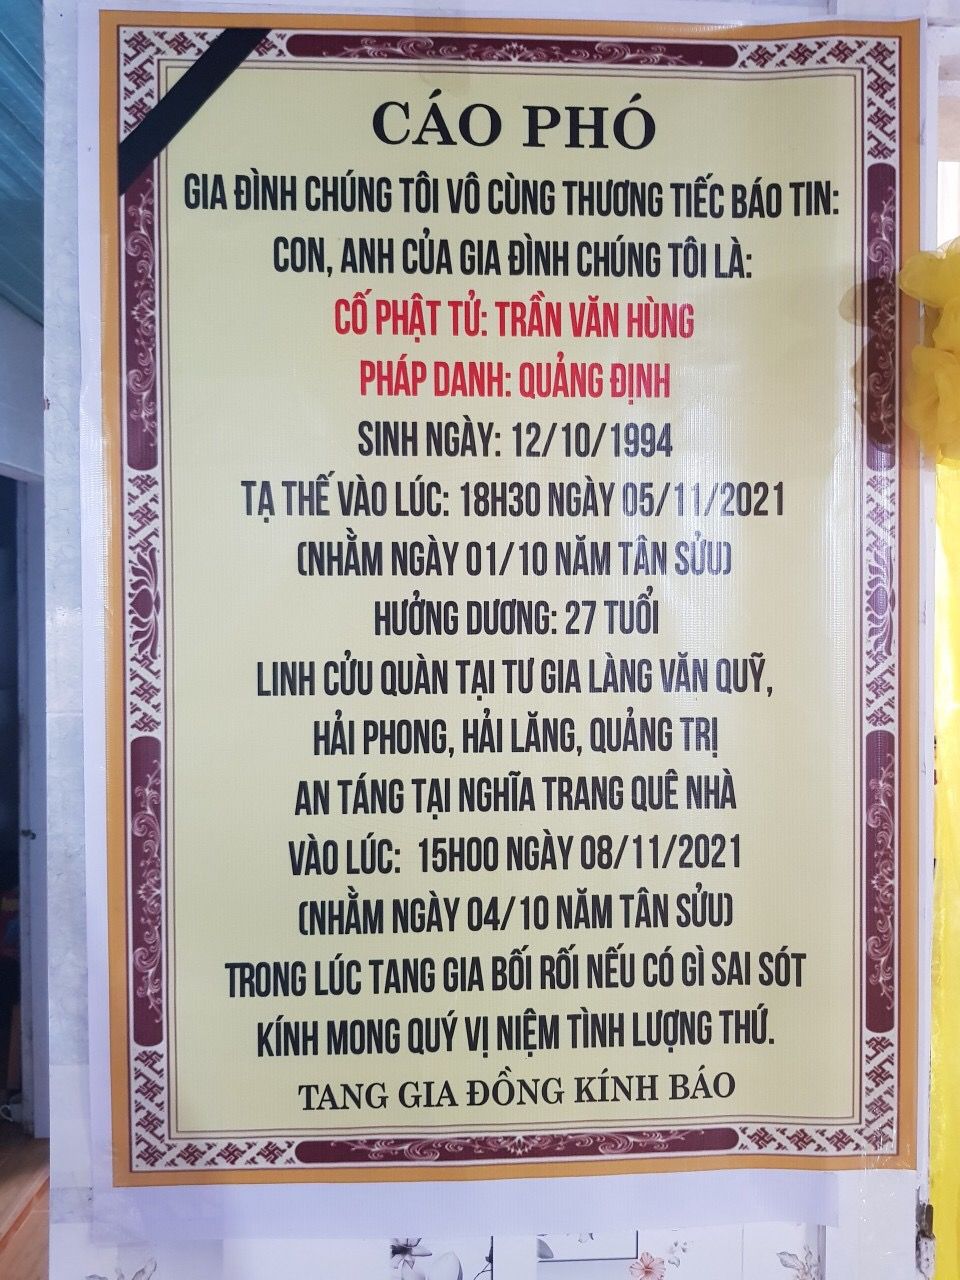 CÁO PHÓ
GIA ĐÌNH CHÚNG TÔI VÔ CÙNG THƯƠNG TIẾC BÁO TIN:
CON, ANH CỦA GIA ĐÌNH CHÚNG TÔI LÀ:
CỐ PHẬT TỬ: TRẦN VĂN HÙNG
PHÁP DANH: QUẢNG ĐỊNH
SINH NGÀY: 12/10/1994
TẠ THẾ VÀO LÚC: 18H30 NGÀY 05/11/2021
(NHẰM NGÀY 01/10 NĂM TÂN SỬU)
HƯỞNG DƯƠNG: 27 TUỔI
LINH CỬU QUÀN TẠI TƯ GIA LÀNG VĂN QUỸ,
HẢI PHONG, HẢI LĂNG, QUẢNG TRỊ
AN TÁNG TẠI NGHĨA TRANG QUÊ NHÀ
VÀO LÚC: 15H00 NGÀY 08/11/2021
(NHẰM NGÀY 04/10 NĂM TÂN SỬU)
TRONG LÚC TANG GIA BỐI RỐI NẾU CÓ GÌ SAI SÓT
KÍNH MONG QUÝ VỊ NIỆM TÌNH LƯỢNG THỨ.
TANG GIA ĐỒNG KÍNH BÁO